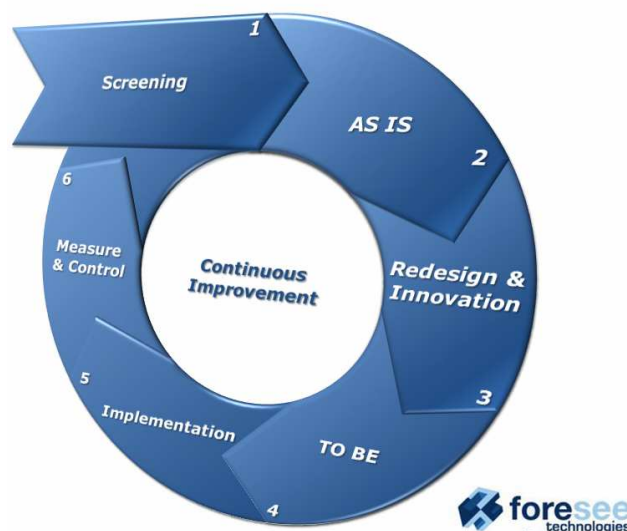 1
Screening
AS IS
2
Redesign &
Innovation
3
TO BE
4
Implementation
5
Measure
& Control
6
Continuous
Improvement
foresee
technologies